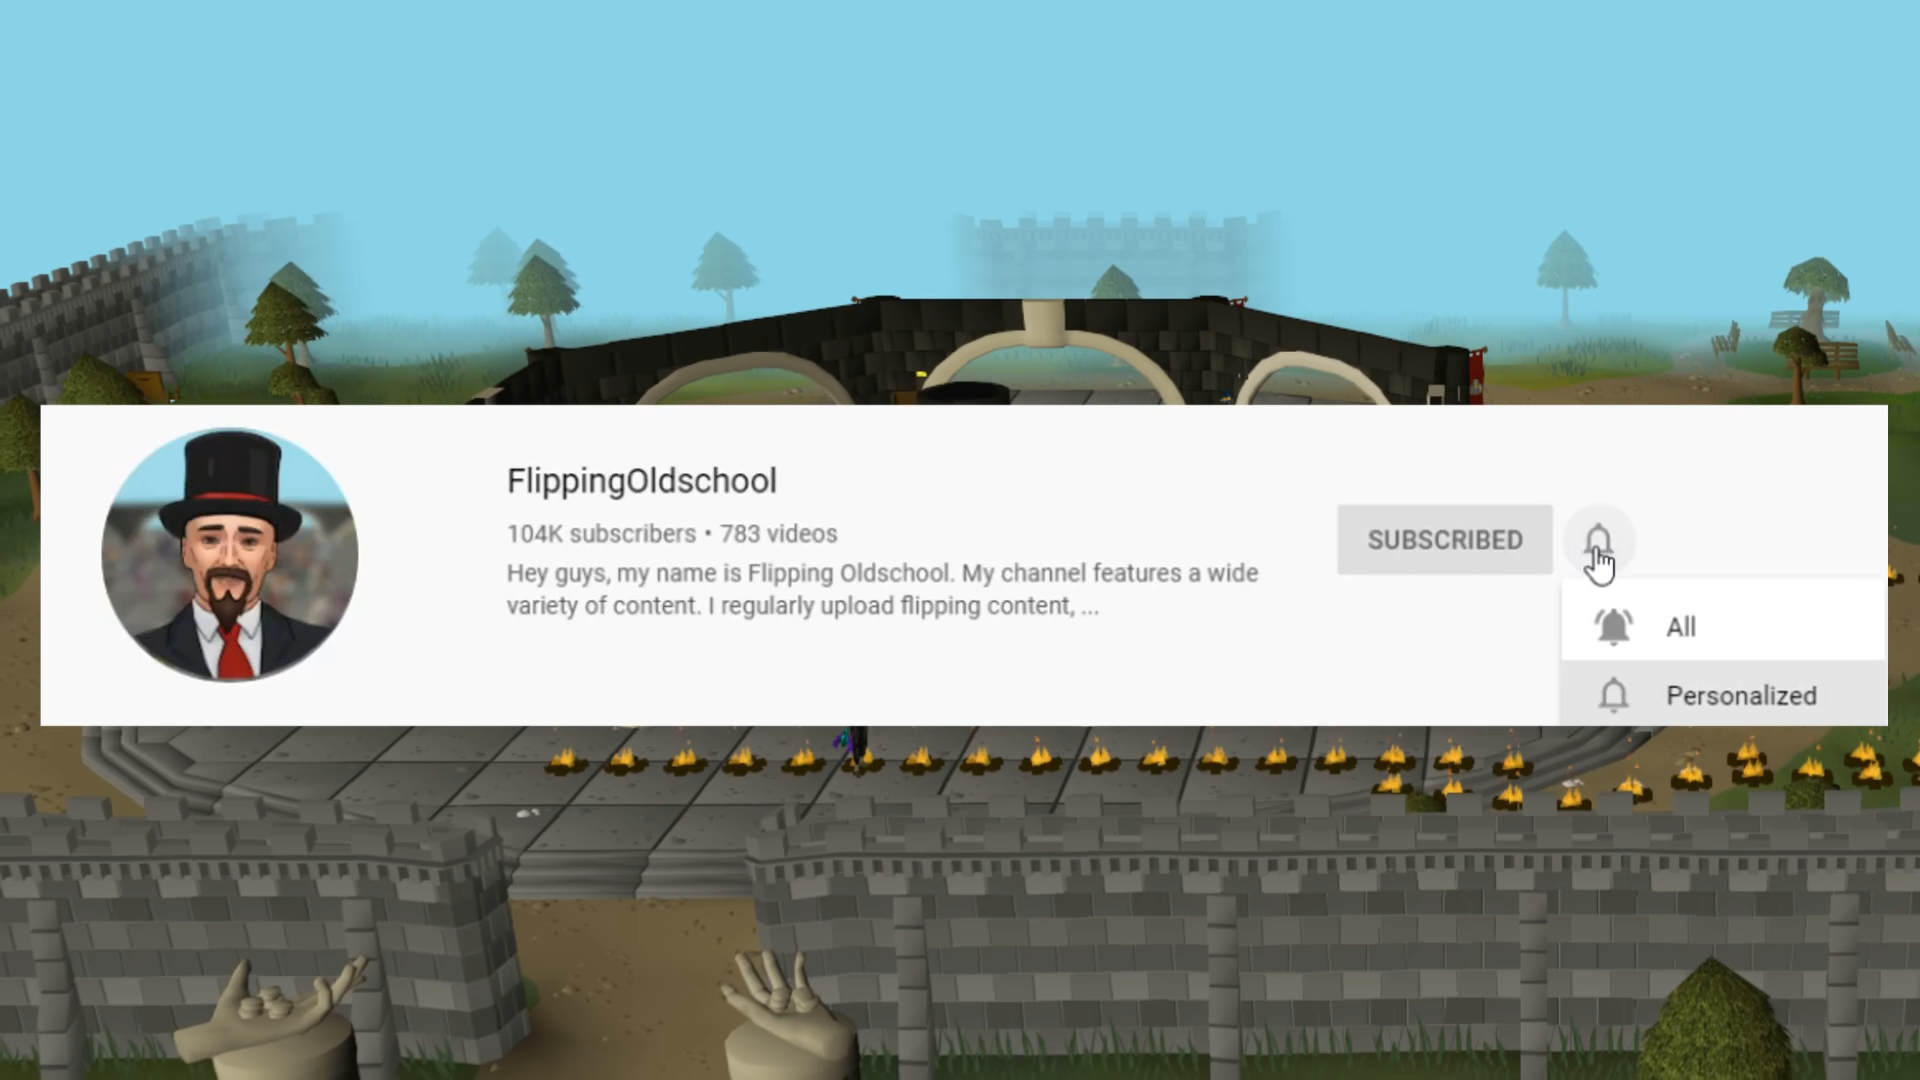 FlippingOldschool
104K subscribers • 783 videos
Hey guys, my name is Flipping Oldschool. My channel features a wide
variety of content. I regularly upload flipping content, ...
SUBSCRIBED
All
Personalized